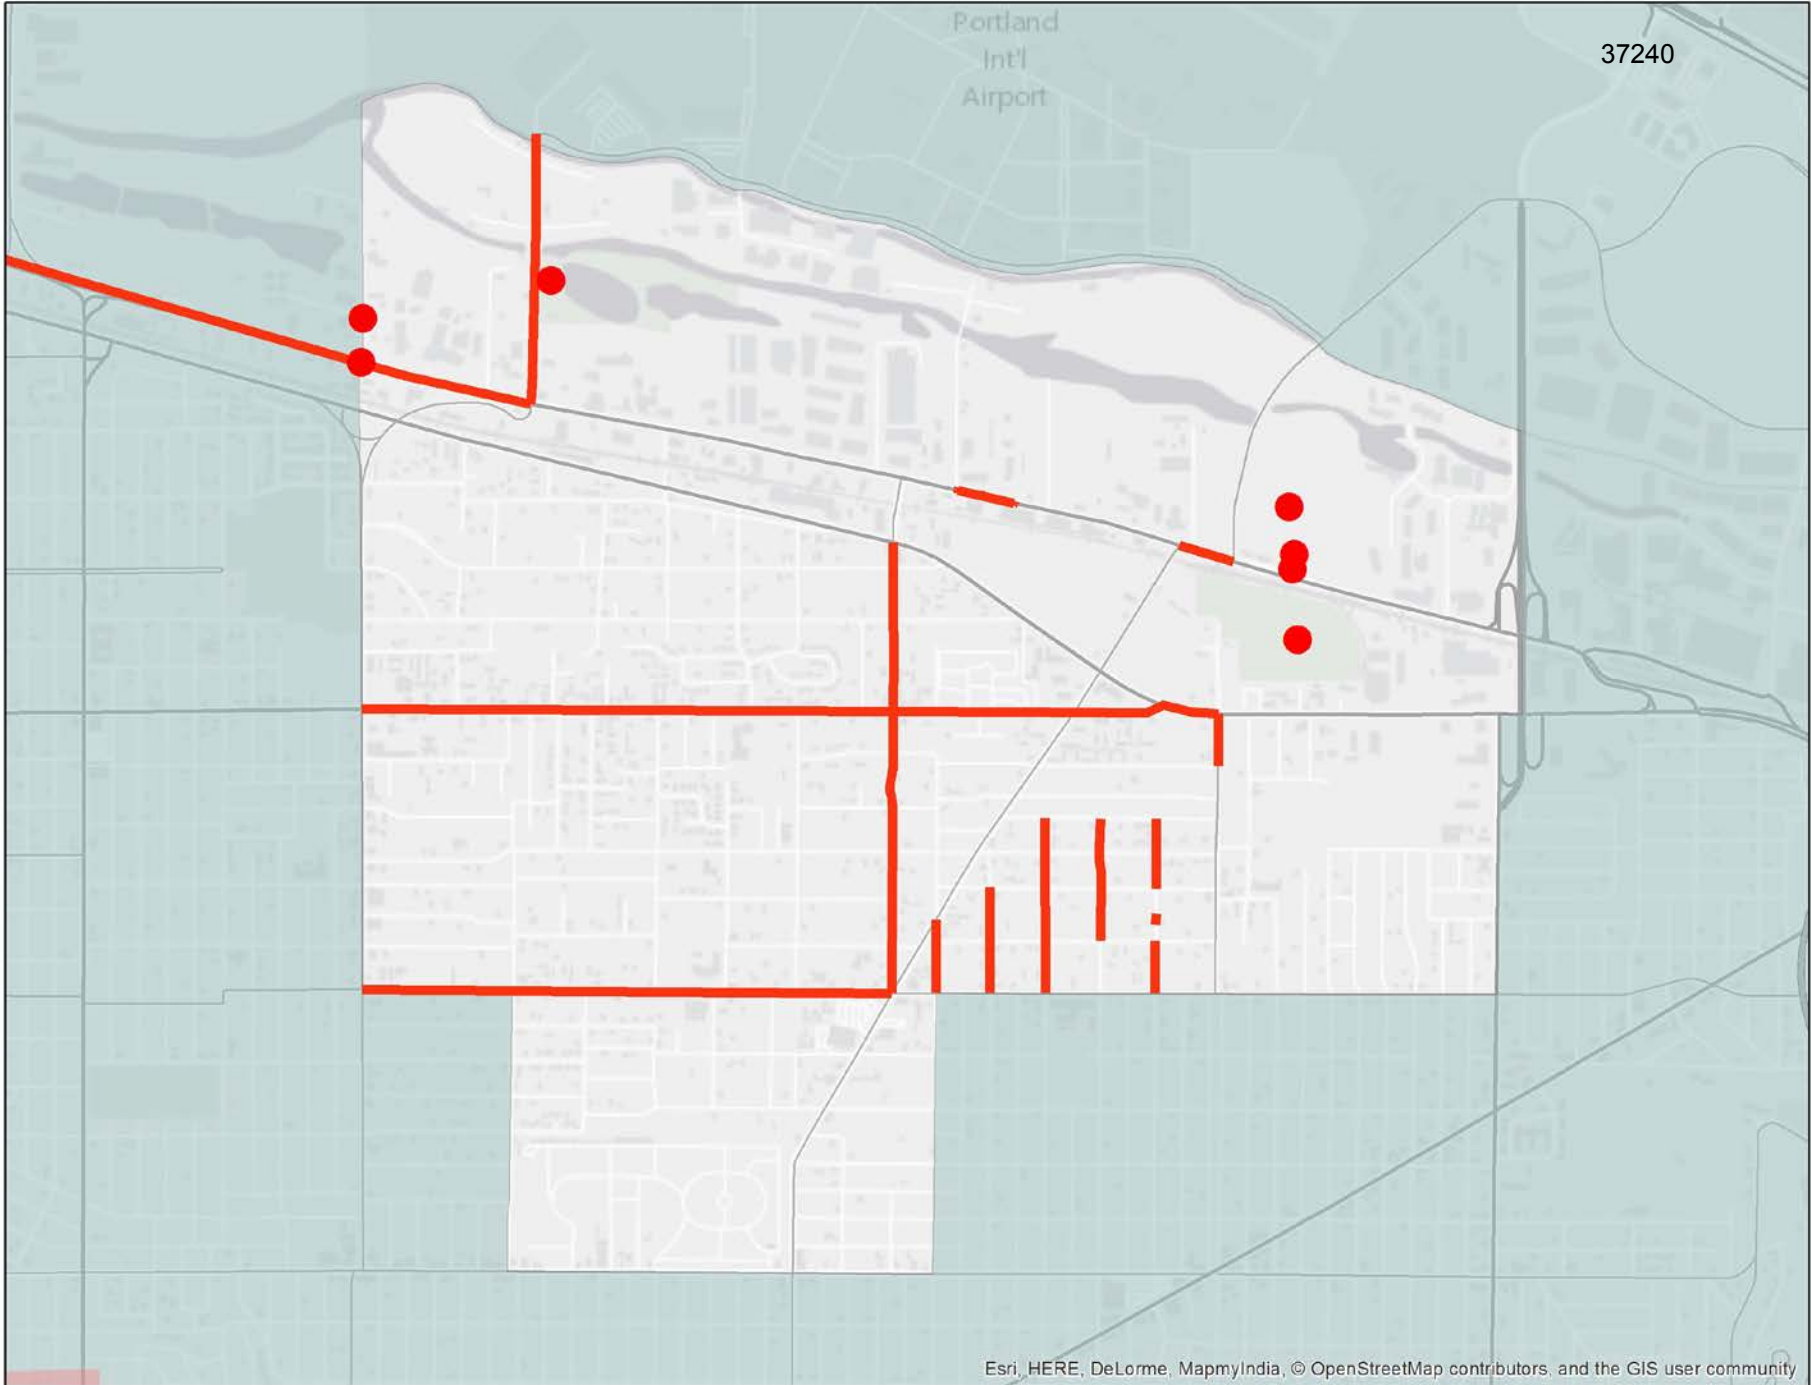 Portland
Int'l
Airport
37240
Esri, HERE, DeLorme, MapmyIndia, © OpenStreetMap contributors, and the GIS user community